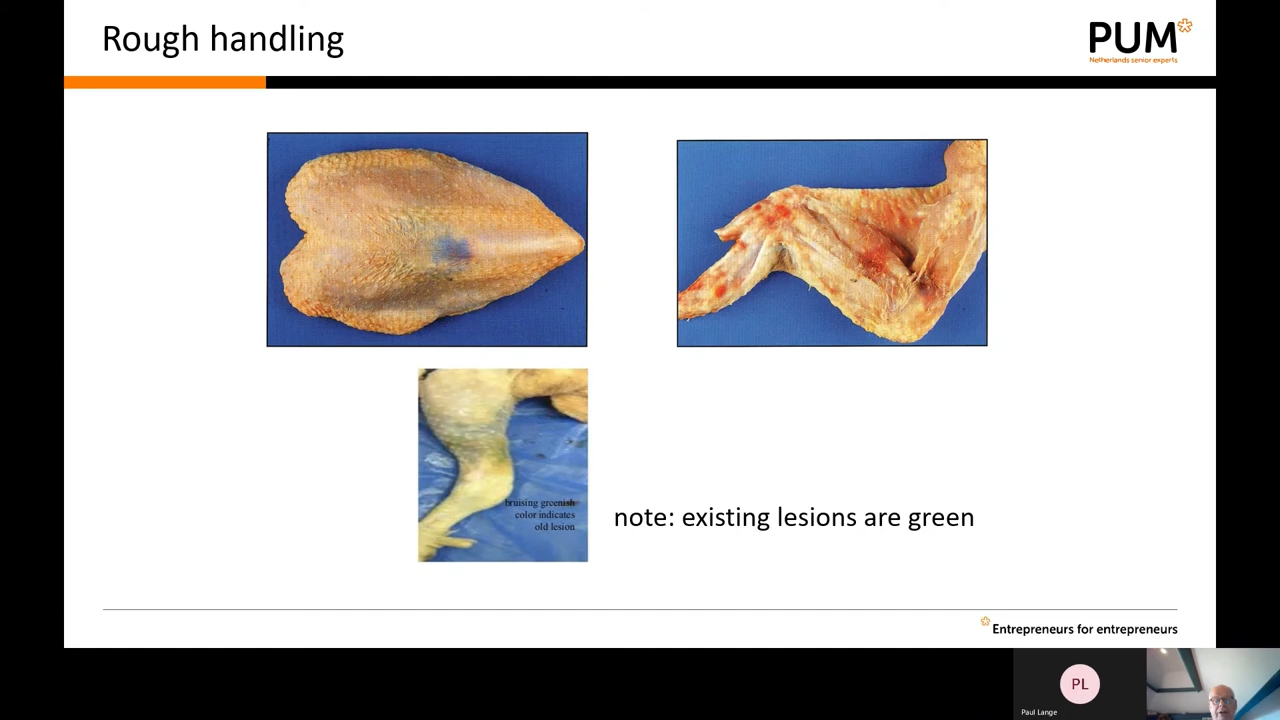 Rough handling
PUM
Netherlands senior experts
bruising greenish
color indicates
old lesion
note: existing lesions are green
Entrepreneurs for entrepreneurs
PL
Paul Lange